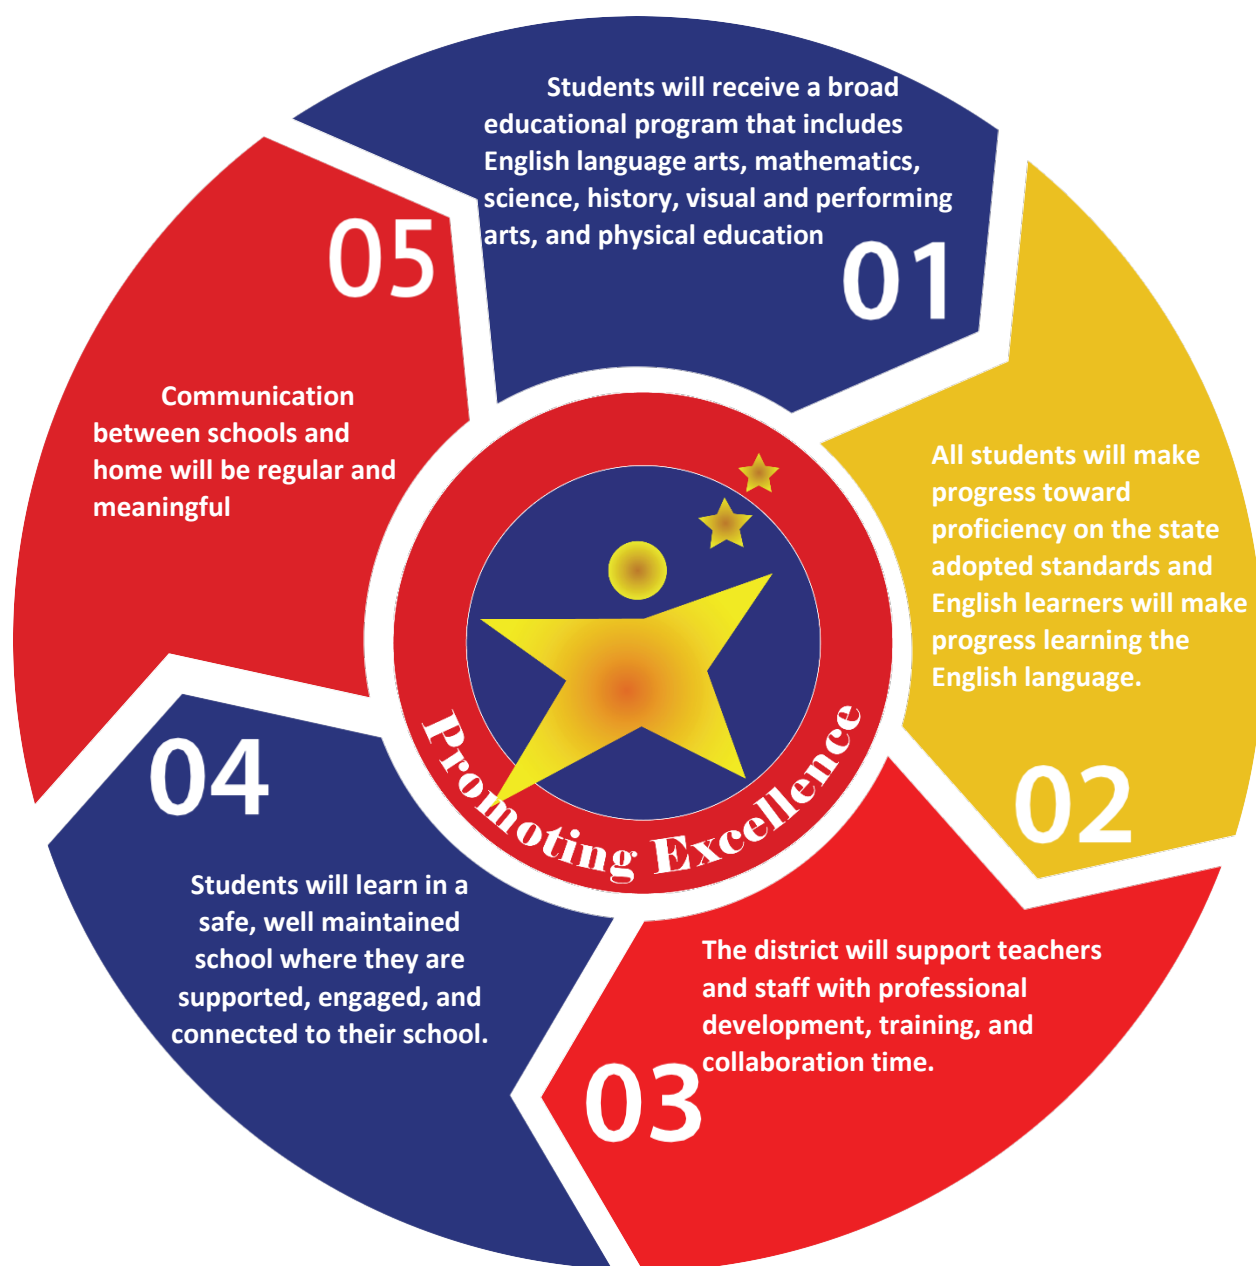 Students will receive a broad
educational program that includes
English language arts, mathematics,
science, history, visual and performing
arts, and physical education
01
All students will make
progress toward
proficiency on the state
adopted standards and
English learners will make
progress learning the
English language.
02
The district will support teachers
and staff with professional
development, training, and
collaboration time.
03
04
Students will learn in a
safe, well maintained
school where they are
supported, engaged, and
connected to their school.
05
Communication
between schools and
home will be regular and
meaningful
Promoting Excellence